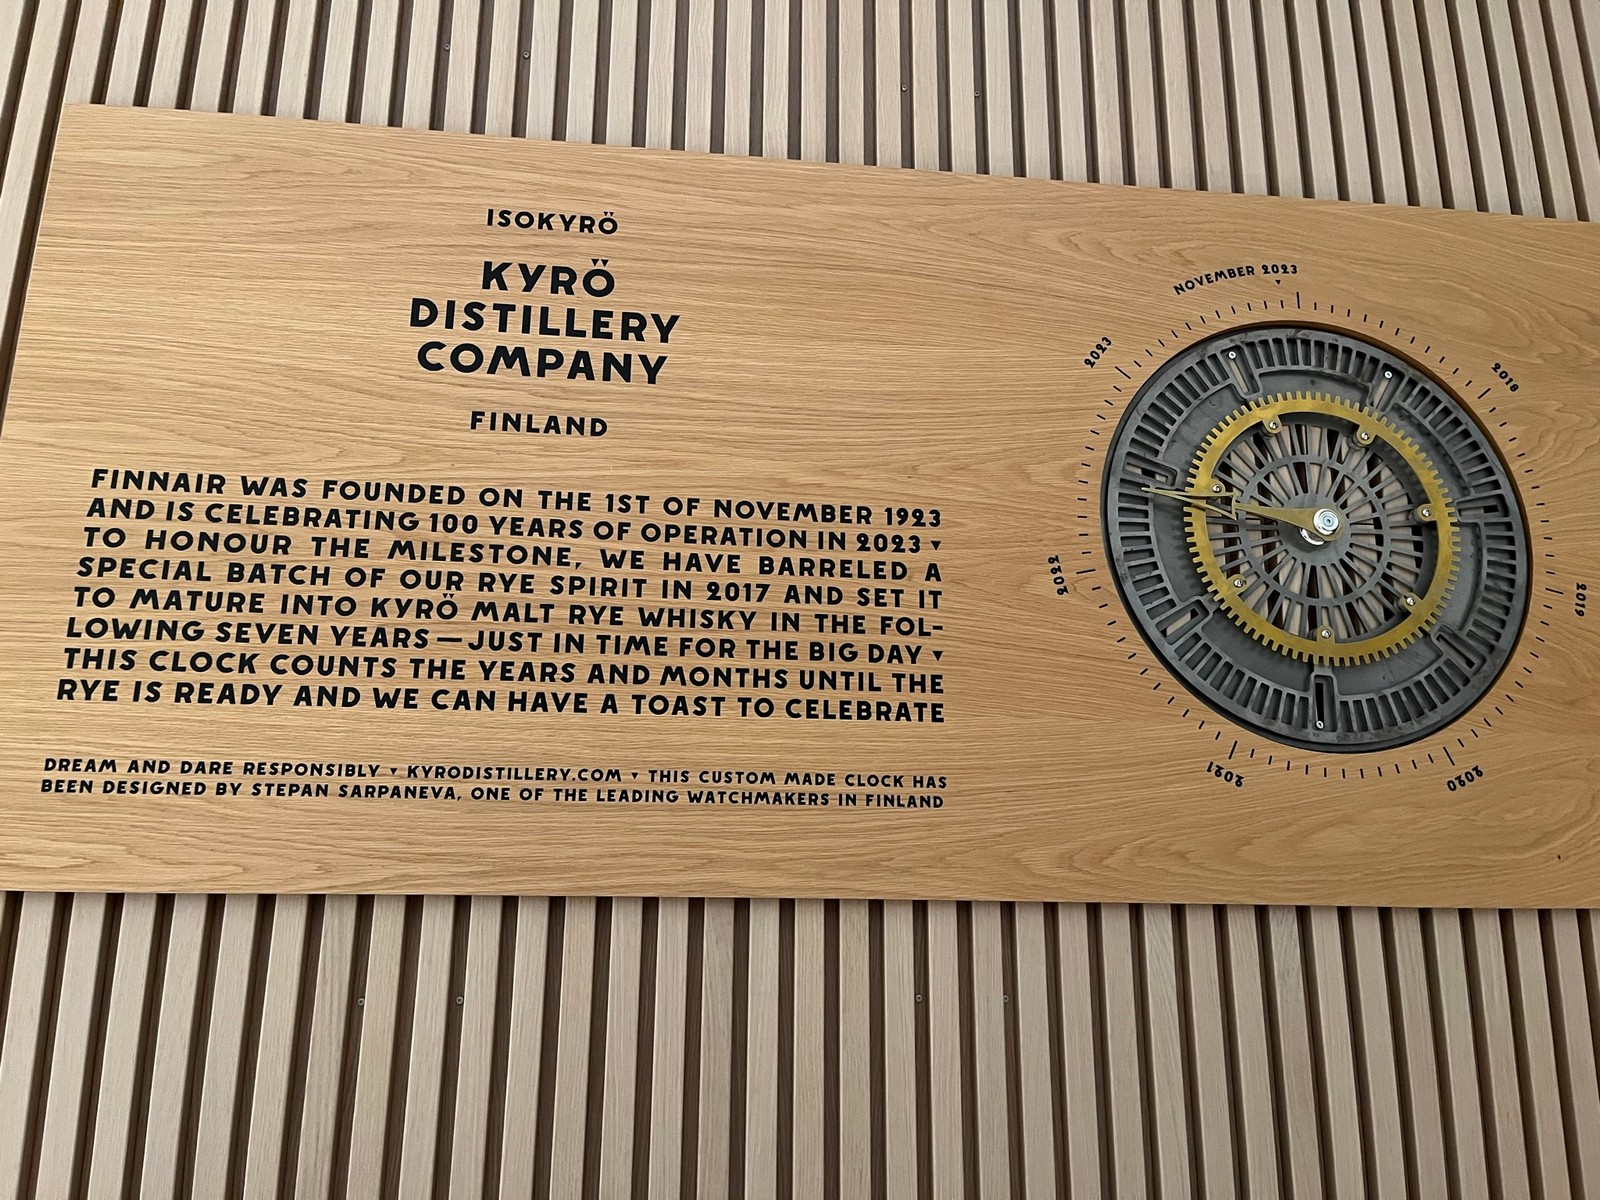 ISOKYRÖ
KYRÖ
DISTILLERY
COMPANY
FINLAND
FINNAIR WAS FOUNDED ON THE 1ST OF NOVEMBER 1923
AND IS CELEBRATING 100 YEARS OF OPERATION IN 2023 ▾
TO HONOUR THE MILESTONE, WE HAVE BARRELED A
SPECIAL BATCH OF OUR RYE SPIRIT IN 2017 AND SET IT
TO MATURE INTO KYRÖ MALT RYE WHISKY IN THE FOL-
LOWING SEVEN YEARS — JUST IN TIME FOR THE BIG DAY ▾
THIS CLOCK COUNTS THE YEARS AND MONTHS UNTIL THE
RYE IS READY AND WE CAN HAVE A TOAST TO CELEBRATE
DREAM AND DARE RESPONSIBLY ▾ KYRODISTILLERY.COM ▾ THIS CUSTOM MADE CLOCK HAS
BEEN DESIGNED BY STEPAN SARPANEVA, ONE OF THE LEADING WATCHMAKERS IN FINLAND
NOVEMBER 2023
2018
2019
2020
2021
2022
2023